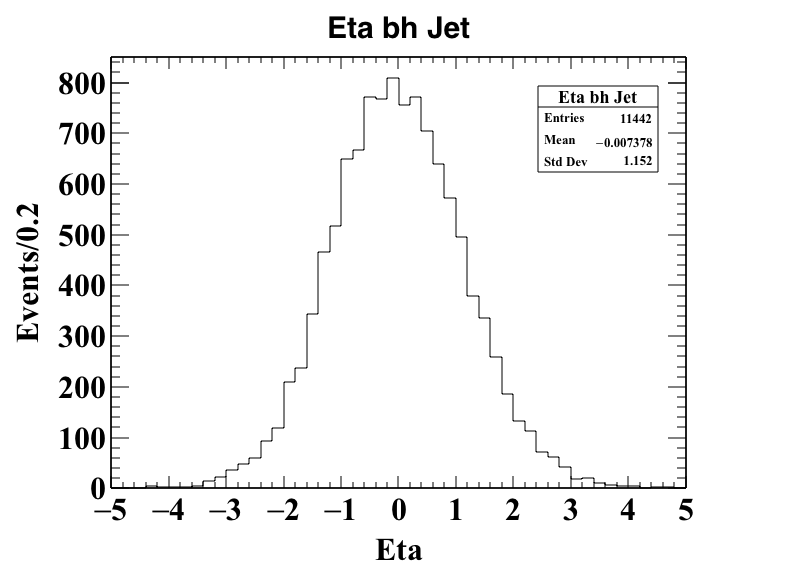 Eta bh Jet
Eta bh Jet
Entries 11442
Mean −0.007378
Std Dev 1.152
Events/0.2
800
700
600
500
400
300
200
100
0
−5 −4 −3 −2 −1 0 1 2 3 4 5
Eta